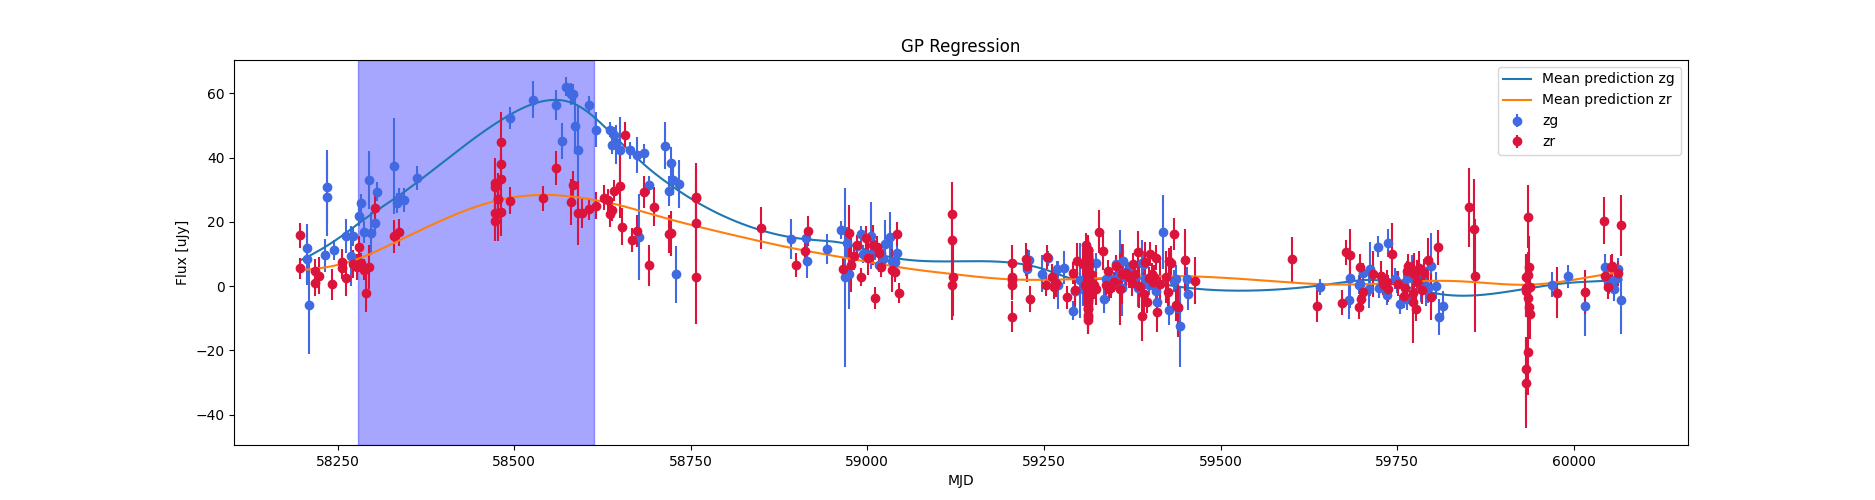 GP Regression
Flux [uJy]
60
40
20
0
−20
−40
58250 58500 58750 59000 59250 59500 59750 60000
MJD
Mean prediction zg
Mean prediction zr
zg
zr